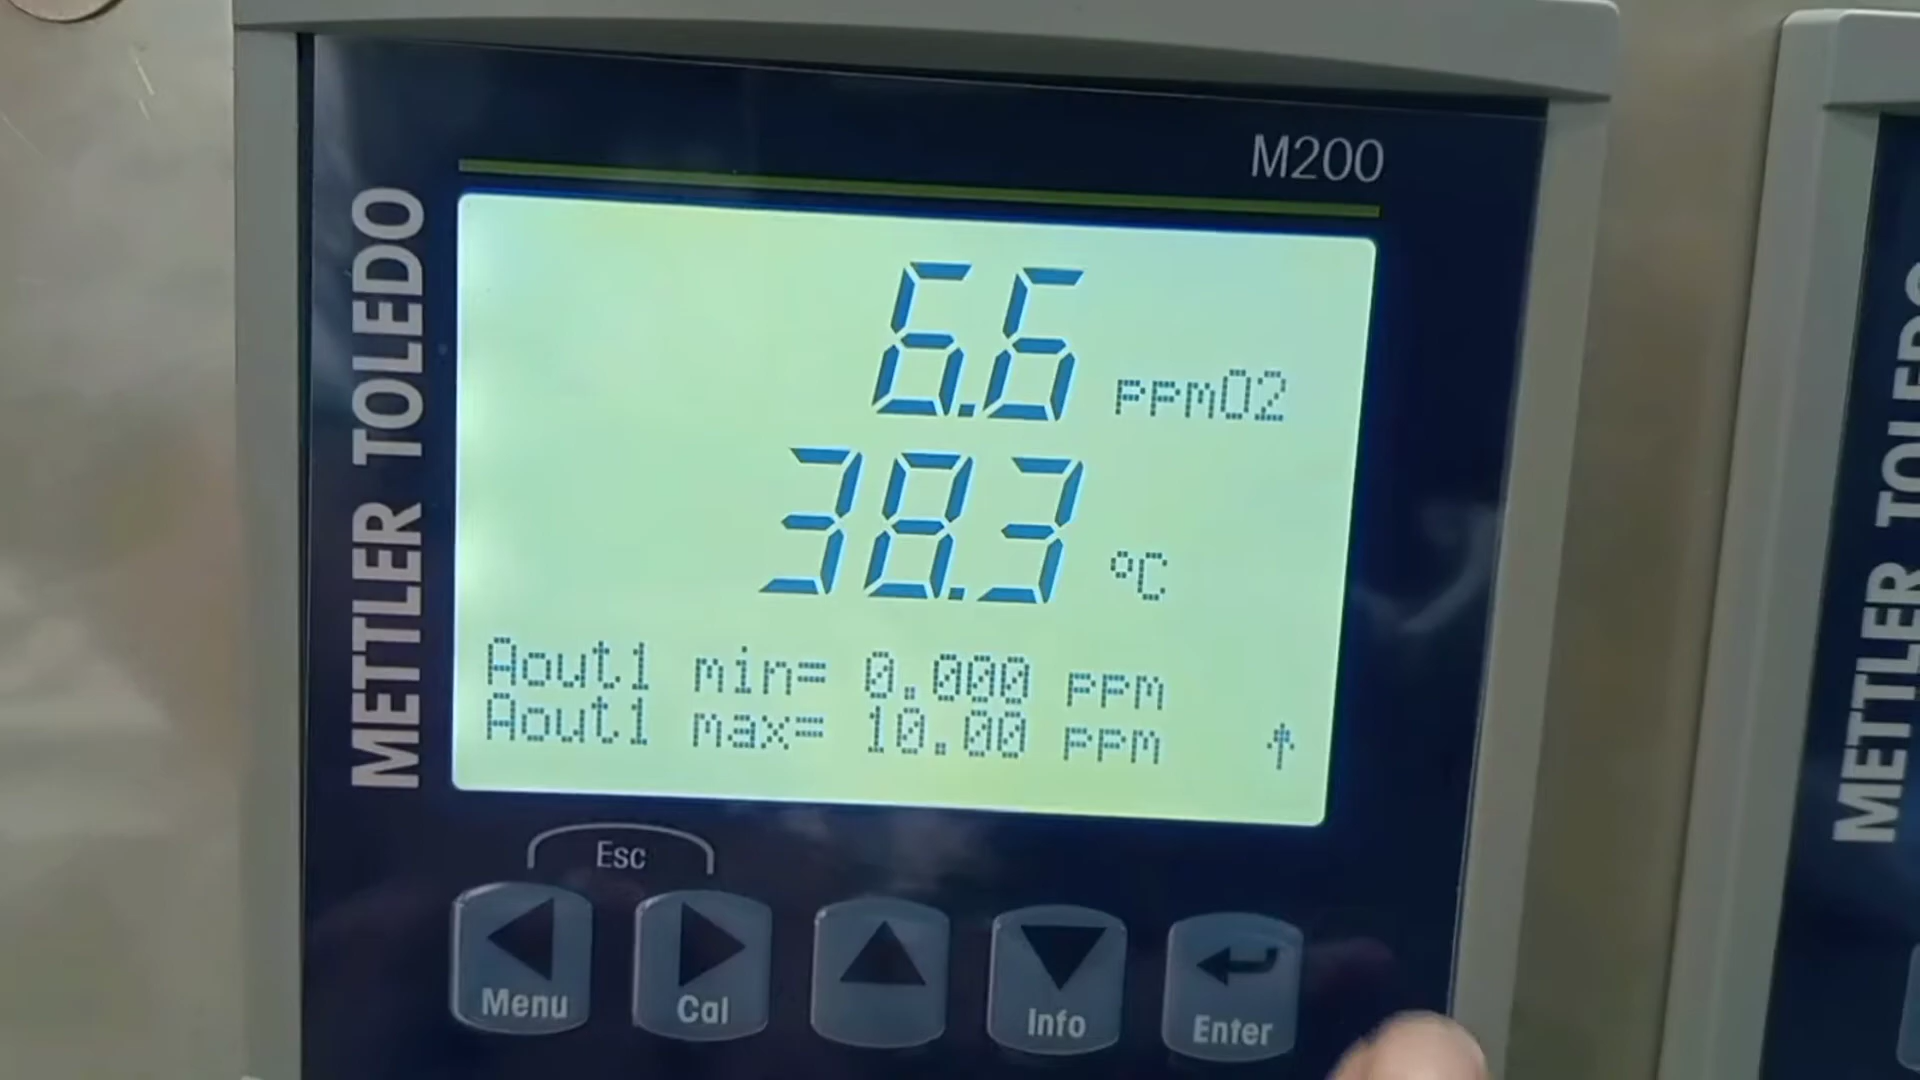 M200
METTLER TOLEDO
6.6 ppmO2
38.3 °C
Aout1 min= 0.000 ppm
Aout1 max= 10.00 ppm ↑
Esc
Menu
Cal
Info
Enter
METTLER TOLEDO